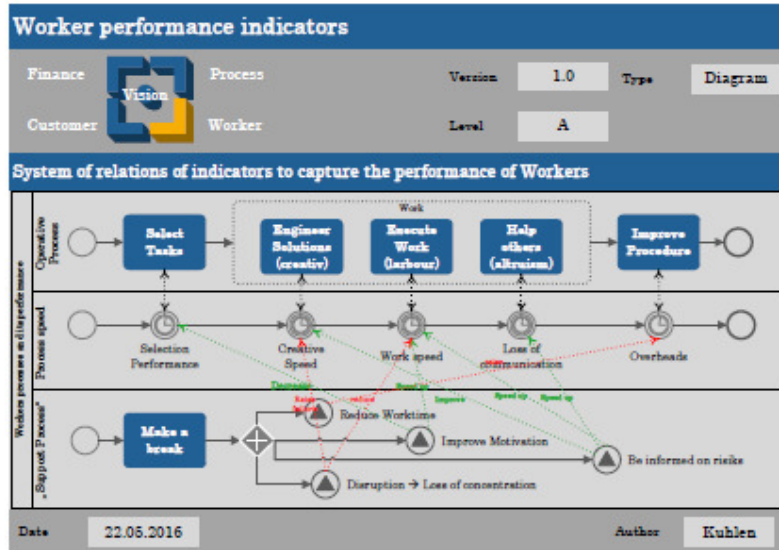 Worker performance indicators
Finance
Process
Vision
Customer
Worker
Version
1.0
Type
Diagram
Level
A
System of relations of indicators to capture the performance of Workers
Workers processes and its performance
Operative
Process
Select
Tasks
Work
Engineer
Solutions
(creativ)
Execute
Work
(larbour)
Help
others
(altruism)
Improve
Procedure
Process speed
Selection
Performance
Creative
Speed
Work speed
Loss of
communication
Overheads
Improve
Speed up
Speed up
„Support Process“
Make a
break
Reduce Worktime
Improve Motivation
Be informed on risiks
Disruption → Loss of concentration
Date
22.05.2016
Author
Kuhlen